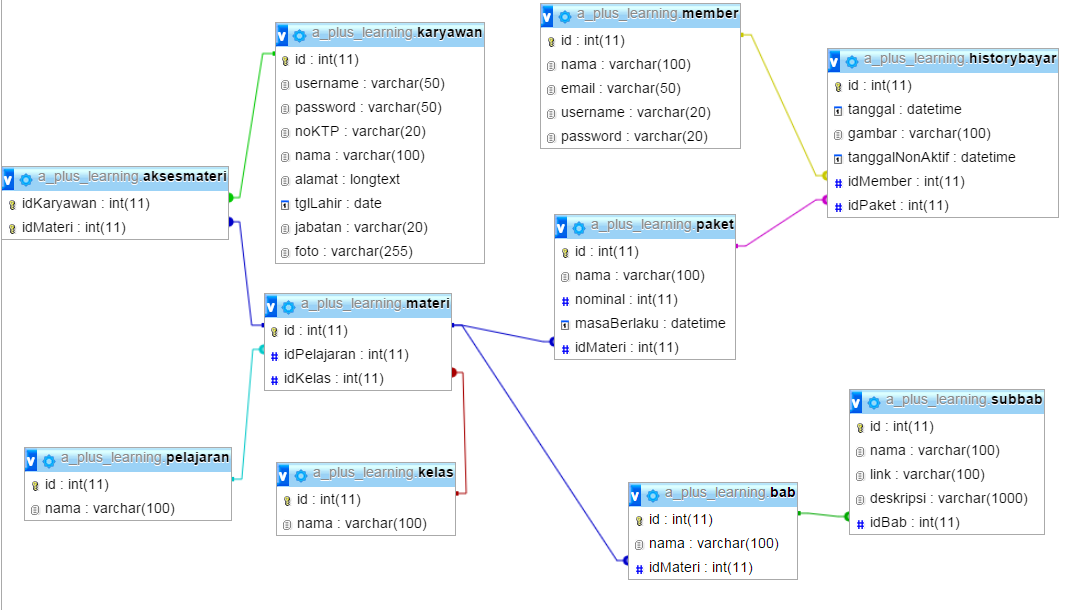 a_plus_learning karyawan
id : int(11)
username : varchar(50)
password : varchar(50)
noKTP : varchar(20)
nama : varchar(100)
alamat : longtext
tglLahir : date
jabatan : varchar(20)
foto : varchar(255)
a_plus_learning member
id : int(11)
nama : varchar(100)
email : varchar(50)
username : varchar(20)
password : varchar(20)
a_plus_learning historybayar
id : int(11)
tanggal : datetime
gambar : varchar(100)
tanggalNonAktif : datetime
idMember : int(11)
idPaket : int(11)
a_plus_learning aksesmateri
idKaryawan : int(11)
idMateri : int(11)
a_plus_learning paket
id : int(11)
nama : varchar(100)
nominal : int(11)
masaBerlaku : datetime
idMateri : int(11)
a_plus_learning materi
id : int(11)
idPelajaran : int(11)
idKelas : int(11)
a_plus_learning pelajaran
id : int(11)
nama : varchar(100)
a_plus_learning kelas
id : int(11)
nama : varchar(100)
a_plus_learning bab
id : int(11)
nama : varchar(100)
idMateri : int(11)
a_plus_learning subbab
id : int(11)
nama : varchar(100)
link : varchar(100)
deskripsi : varchar(1000)
idBab : int(11)